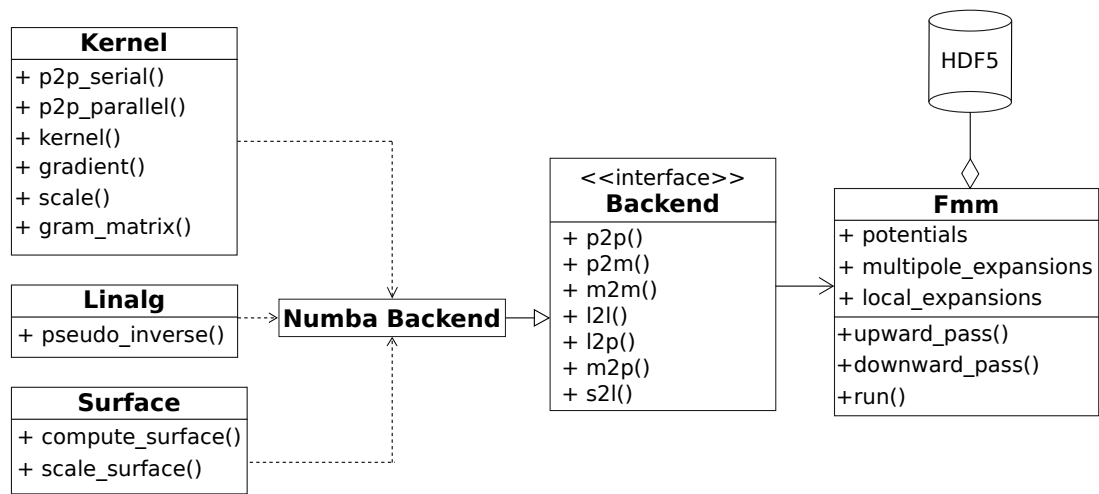 Kernel
+ p2p_serial()
+ p2p_parallel()
+ kernel()
+ gradient()
+ scale()
+ gram_matrix()
Linalg
+ pseudo_inverse()
Surface
+ compute_surface()
+ scale_surface()
Numba Backend
<<interface>>
Backend
+ p2p()
+ p2m()
+ m2m()
+ l2l()
+ l2p()
+ m2p()
+ s2l()
HDF5
Fmm
+ potentials
+ multipole_expansions
+ local_expansions
+upward_pass()
+downward_pass()
+run()